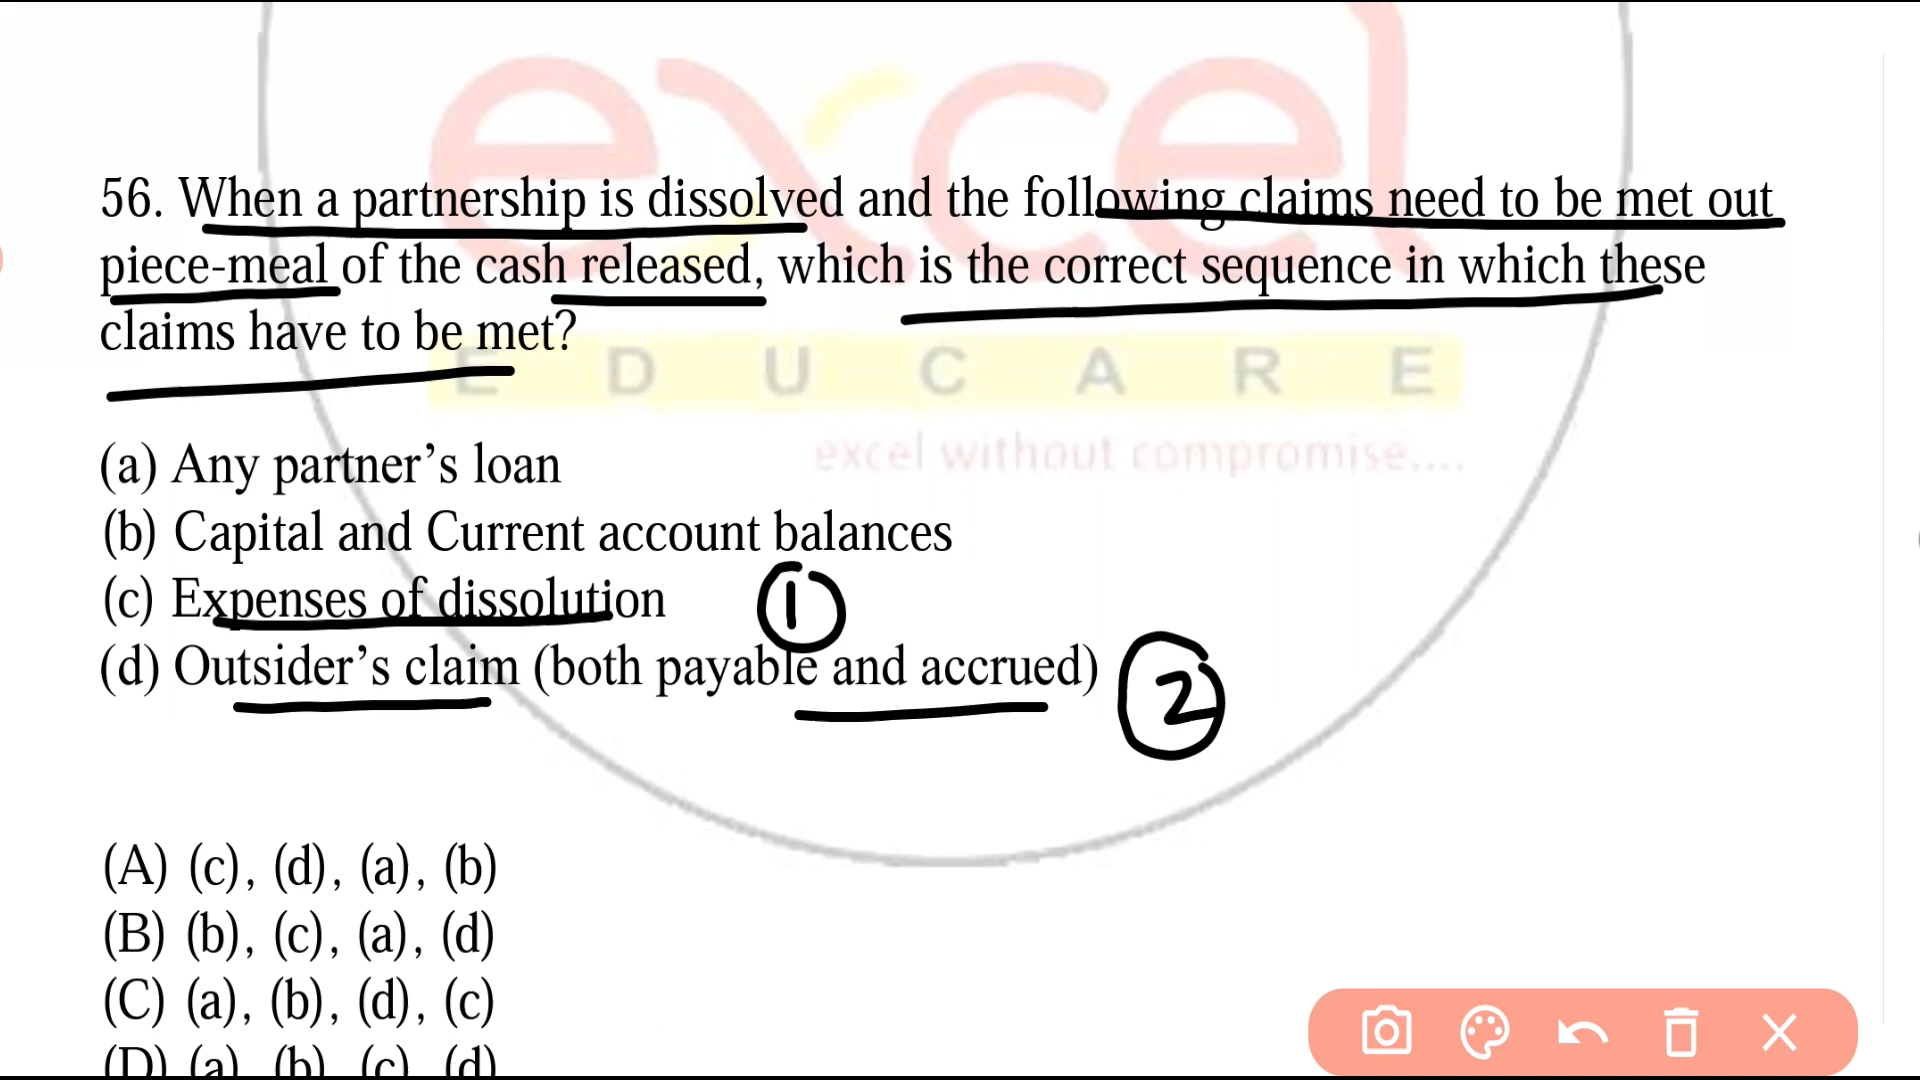 excel
56. When a partnership is dissolved and the following claims need to be met out
piece-meal of the cash released, which is the correct sequence in which these
claims have to be met?
EDUCARE
excel without compromise....
(a) Any partner’s loan
(b) Capital and Current account balances
(c) Expenses of dissolution 1
(d) Outsider’s claim (both payable and accrued) 2
(A) (c), (d), (a), (b)
(B) (b), (c), (a), (d)
(C) (a), (b), (d), (c)
(D) (a) (b) (c) (d)